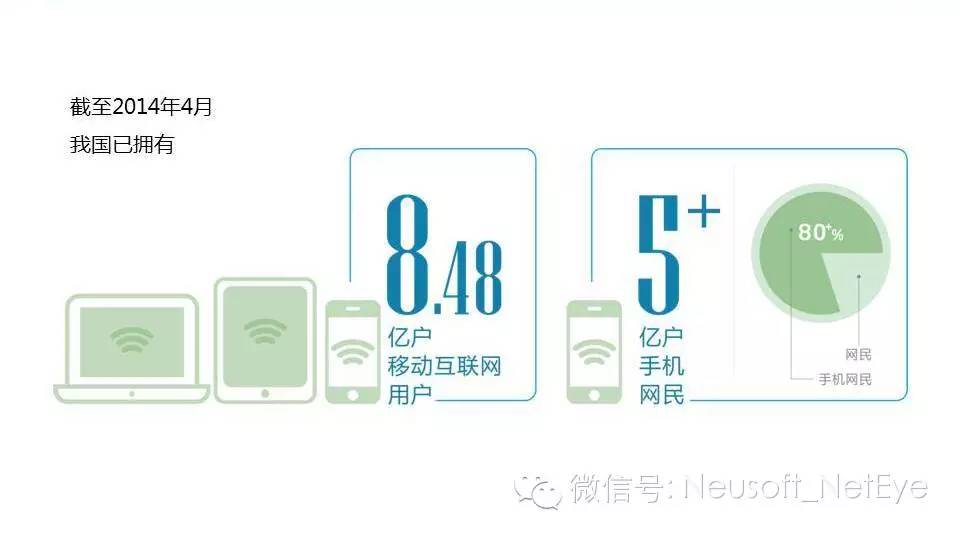 截至2014年4月
我国已拥有
8.48
亿户
移动互联网
用户
5+
亿户
手机
网民
80+%
网民
手机网民
微信号: Neusoft_NetEye